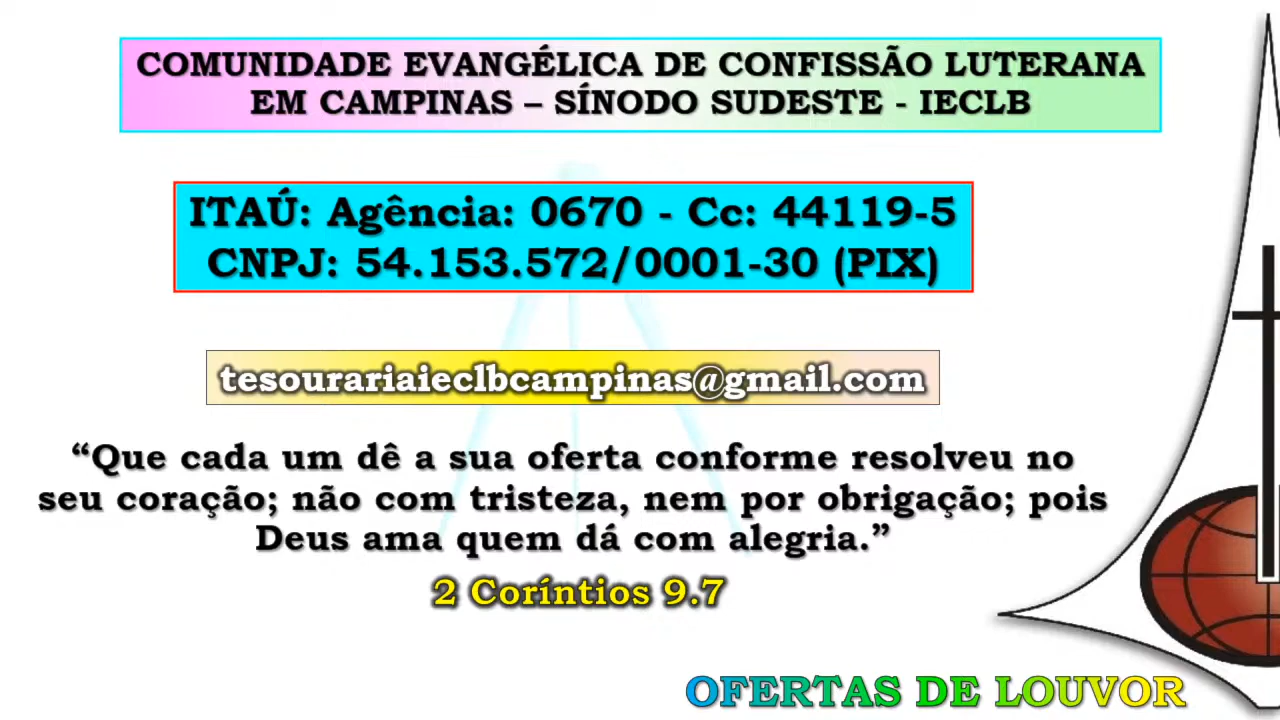 COMUNIDADE EVANGÉLICA DE CONFISSÃO LUTERANA
EM CAMPINAS – SÍNODO SUDESTE - IECLB
ITAÚ: Agência: 0670 - Cc: 44119-5
CNPJ: 54.153.572/0001-30 (PIX)
tesourariaieclbcampinas@gmail.com
“Que cada um dê a sua oferta conforme resolveu no
seu coração; não com tristeza, nem por obrigação; pois
Deus ama quem dá com alegria.”
2 Coríntios 9.7
OFERTAS DE LOUVOR